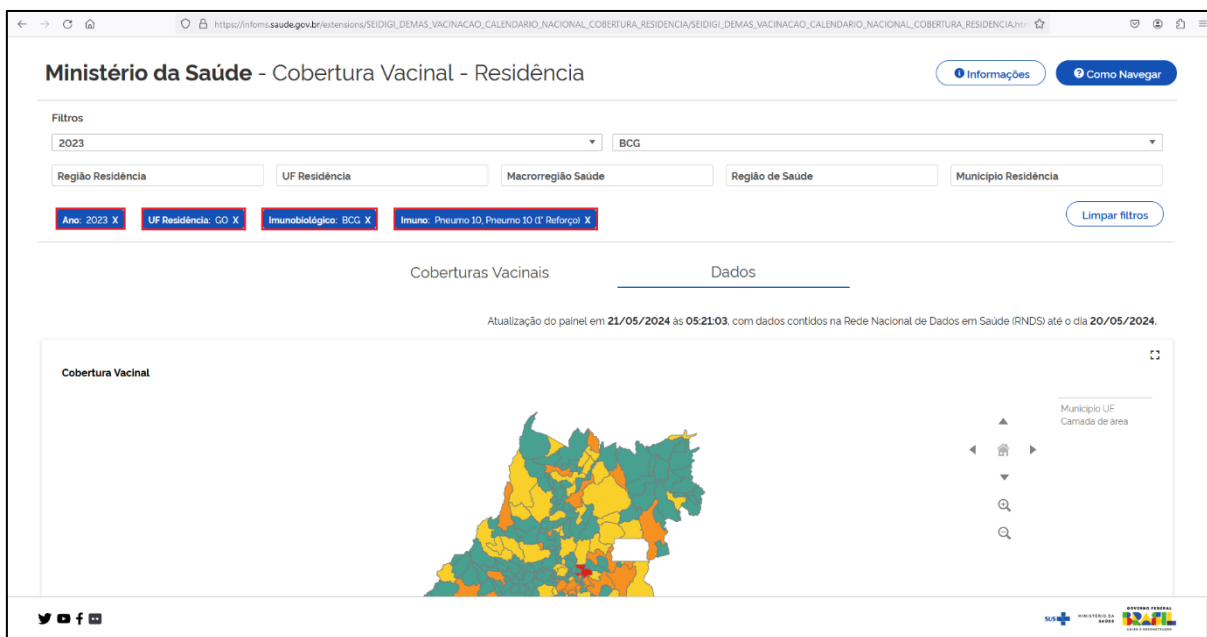 https://infoms.saude.gov.br/extensions/SEIDIGI_DEMAS_VACINACAO_CALENDARIO_NACIONAL_COBERTURA_RESIDENCIA/SEIDIGI_DEMAS_VACINACAO_CALENDARIO_NACIONAL_COBERTURA_RESIDENCIA.htm
Ministério da Saúde - Cobertura Vacinal - Residência
Informações
Como Navegar
Filtros
2023
BCG
Região Residência
UF Residência
Macrorregião Saúde
Região de Saúde
Município Residência
Ano: 2023 X
UF Residência: GO X
Imunobiológico: BCG X
Imuno: Pneumo 10, Pneumo 10 (1° Reforço) X
Limpar filtros
Coberturas Vacinais
Dados
Atualização do painel em 21/05/2024 às 05:21:03, com dados contidos na Rede Nacional de Dados em Saúde (RNDS) até o dia 20/05/2024.
Cobertura Vacinal
Município UF
Camada de área
SUS
MINISTÉRIO DA
SAÚDE
GOVERNO FEDERAL
BRASIL
UNIÃO E RECONSTRUÇÃO